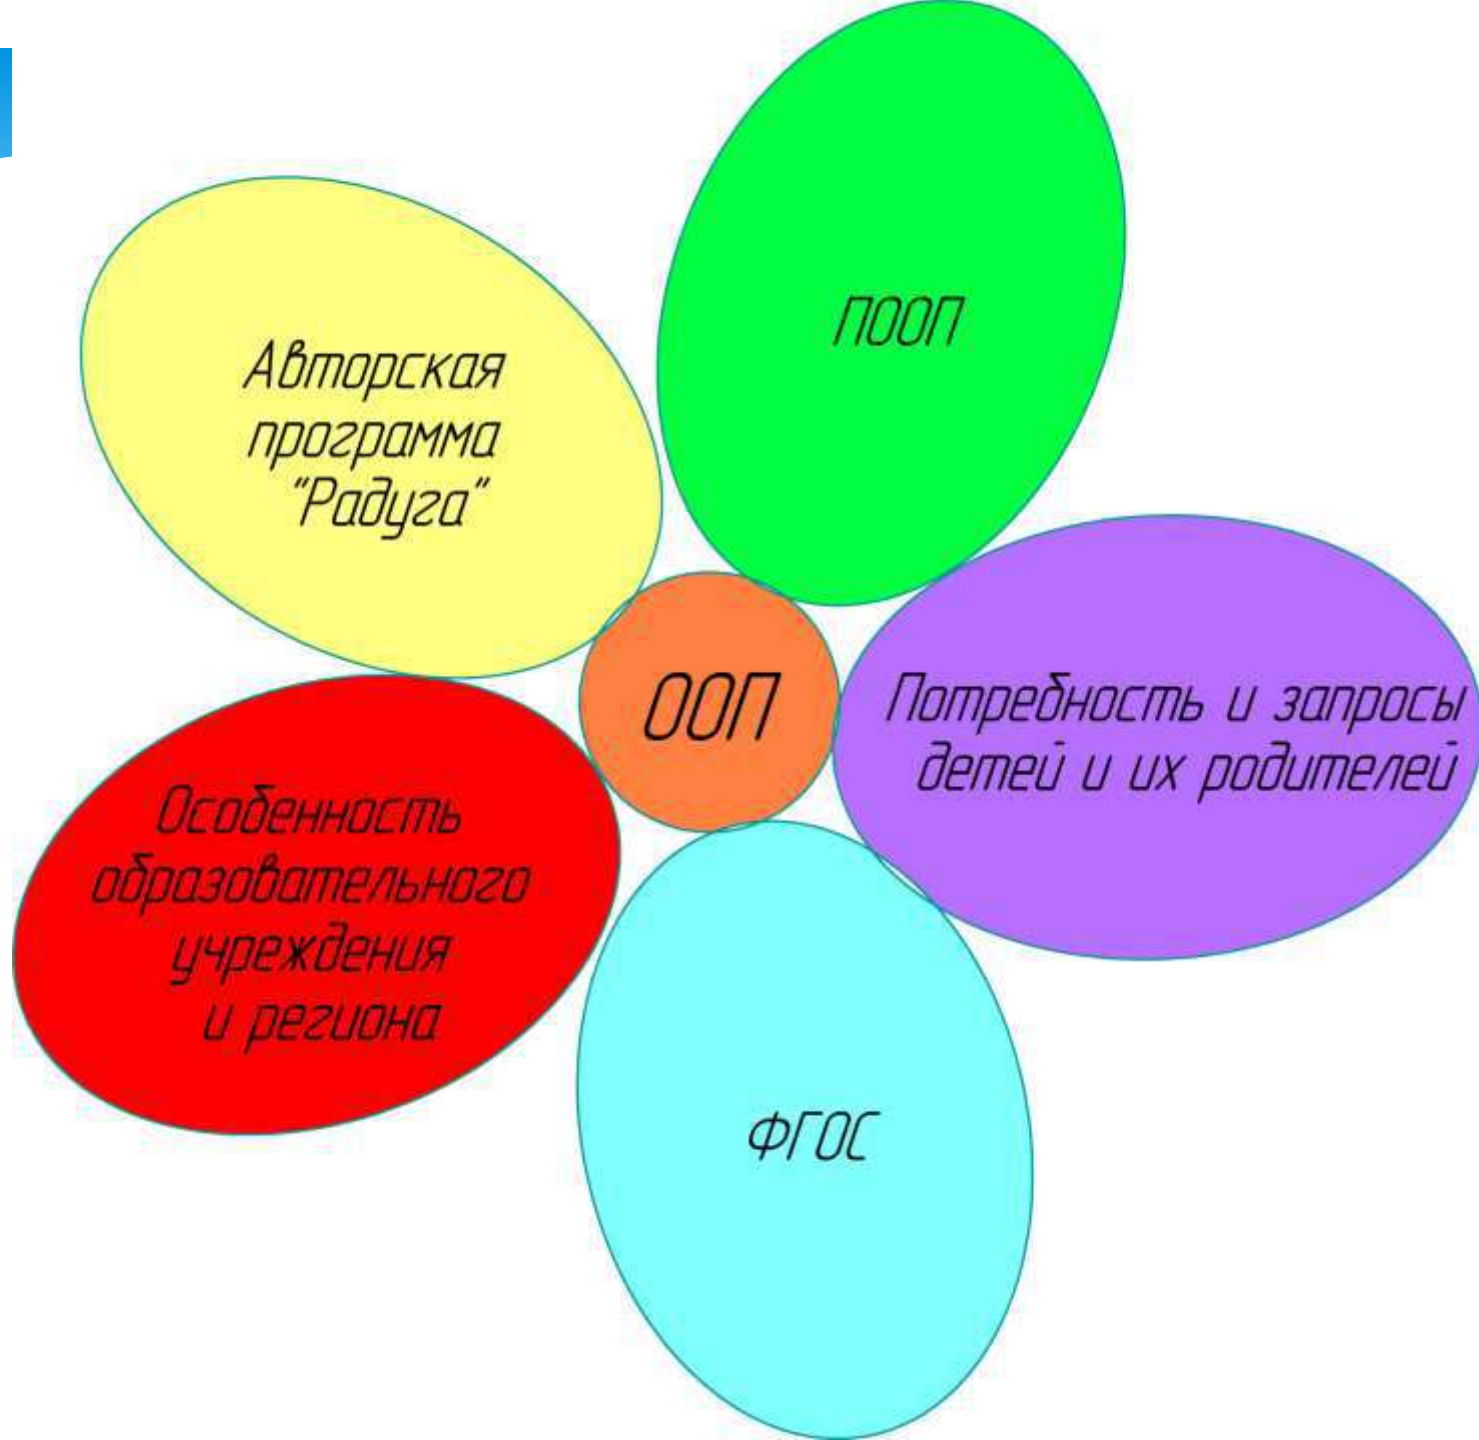 ПООП
Авторская
программа
"Радуга"
ООП
Потребность и запросы
детей и их родителей
Особенность
образовательного
учреждения
и региона
ФГОС